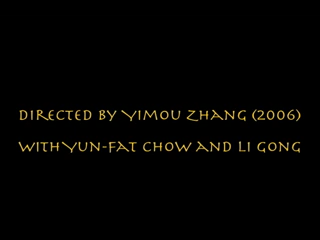 Directed by Yimou Zhang (2006)
with Yun-Fat Chow and Li Gong